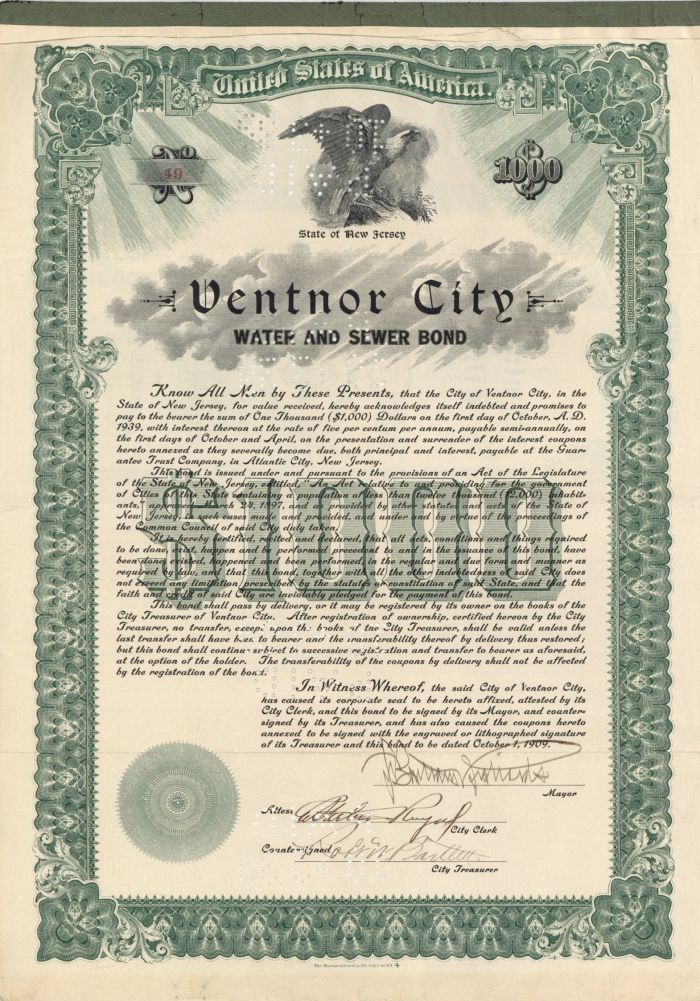 United States of America.
No
49
$1000
State of New Jersey
Ventnor City
WATER AND SEWER BOND
$1000
Know All Men by These Presents, that the City of Ventnor City, in the
State of New Jersey, for value received, hereby acknowledges itself indebted and promises to
pay to the bearer the sum of One Thousand ($1,000) Dollars on the first day of October, A. D.
1939, with interest thereon at the rate of five per centum per annum, payable semi-annually, on
the first days of October and April, on the presentation and surrender of the interest coupons
hereto annexed as they severally become due, both principal and interest, payable at the Guar-
antee Trust Company, in Atlantic City, New Jersey.
This bond is issued under and pursuant to the provisions of an Act of the Legislature
of the State of New Jersey, entitled, "An Act relative to and providing for the government
of Cities of this State containing a population of less than twelve thousand (12,000) inhabit-
ants," approved March 29, 1897, and as provided by other statutes and acts of the State of
New Jersey, in such cases made and provided, and under and by virtue of the proceedings of
the Common Council of said City duly taken.
It is hereby certified, recited and declared, that all acts, conditions and things required
to be done, exist, happen and be performed precedent to and in the issuance of this bond, have
been done, existed, happened and been performed, in regular and due form and manner as
required by law, and that this bond, together with all the other indebtedness of said City does
not exceed any limitation prescribed by the statutes or constitution of said State, and that the
faith and credit of said City are inviolably pledged for the payment of this bond.
This bond shall pass by delivery, or it may be registered by its owner on the books of the
City Treasurer of Ventnor City. After registration of ownership, certified hereon by the City
Treasurer, no transfer, except upon the books of the City Treasurer, shall be valid unless the
last transfer shall have been to bearer and the transferability thereof by delivery thus restored;
but this bond shall continue subject to successive registration and transfer to bearer as aforesaid,
at the option of the holder. The transferability of the coupons by delivery shall not be affected
by the registration of the bond.
In Witness Whereof, the said City of Ventnor City,
has caused its corporate seal to be hereto affixed, attested by its
City Clerk, and this bond to be signed by its Mayor, and counter-
signed by its Treasurer, and has also caused the coupons hereto
annexed to be signed with the engraved or lithographed signature
of its Treasurer and this bond to be dated October 1, 1909.
Mayor
Attest
City Clerk
Countersigned
City Treasurer